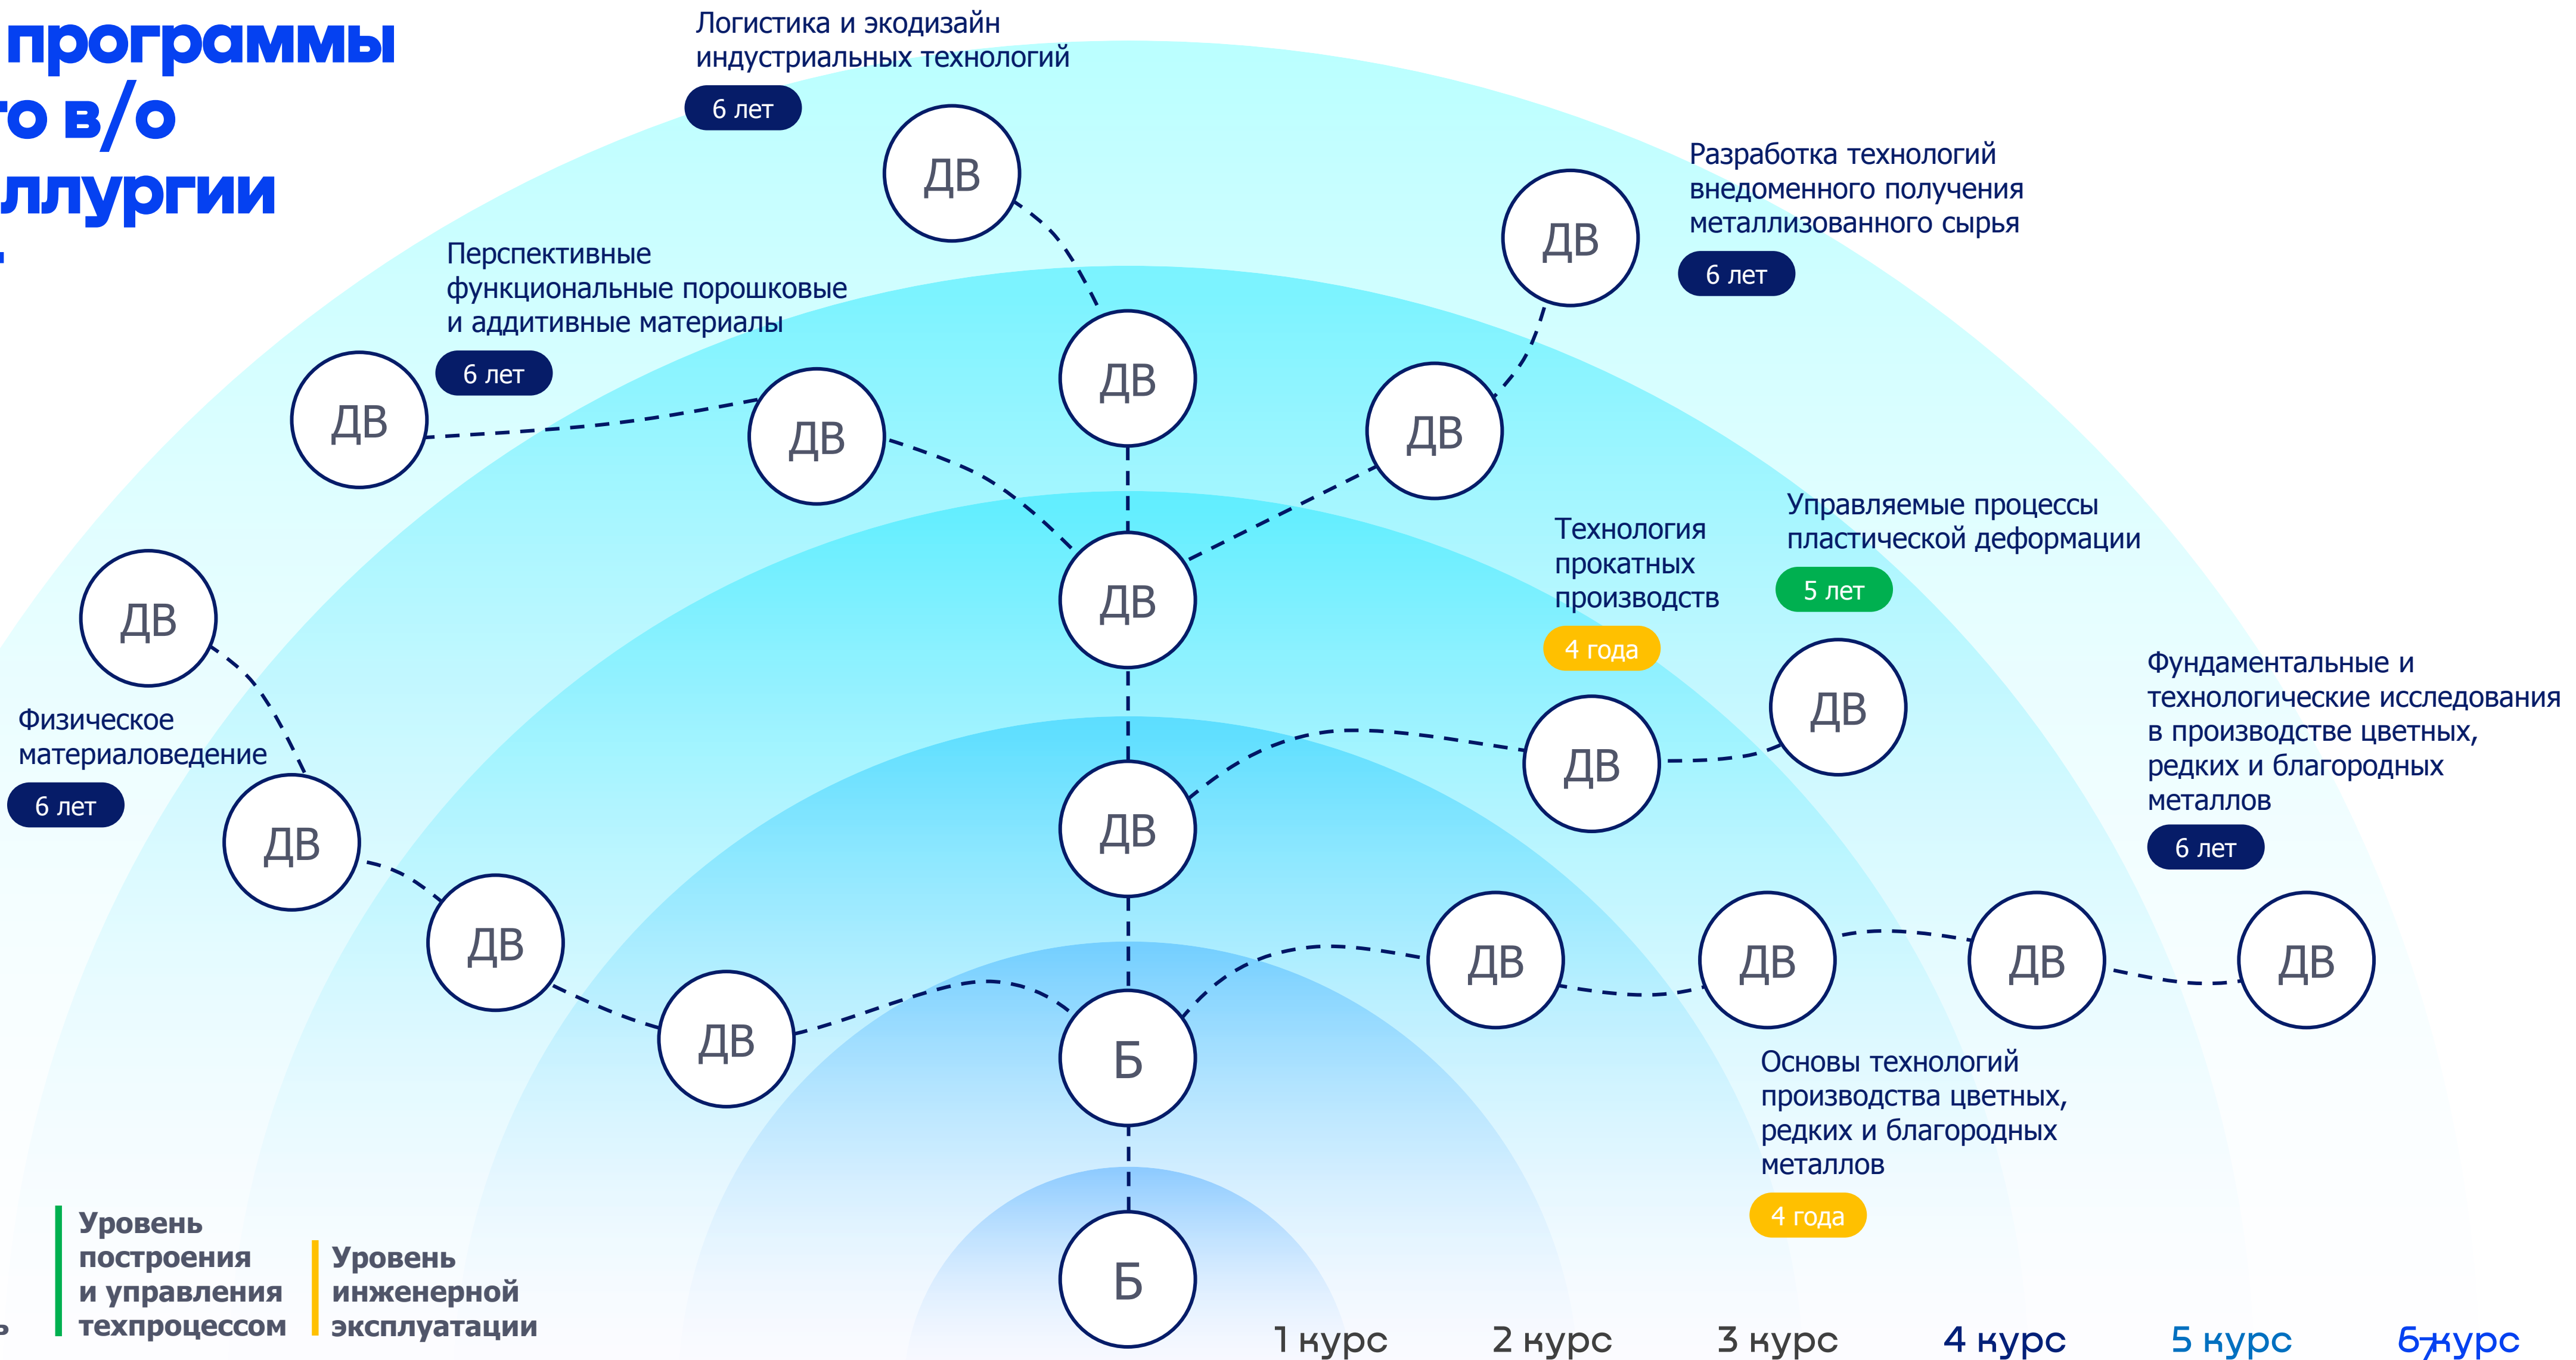 программы
го в/о
ллургии
Логистика и экодизайн
индустриальных технологий
6 лет
ДВ
Разработка технологий
внедоменного получения
металлизованного сырья
6 лет
ДВ
Перспективные
функциональные порошковые
и аддитивные материалы
6 лет
ДВ
ДВ
ДВ
ДВ
Управляемые процессы
пластической деформации
5 лет
Технология
прокатных
производств
4 года
ДВ
ДВ
ДВ
ДВ
Физическое
материаловедение
6 лет
Фундаментальные и
технологические исследования
в производстве цветных,
редких и благородных
металлов
6 лет
ДВ
ДВ
ДВ
ДВ
ДВ
ДВ
ДВ
ДВ
ДВ
Б
Основы технологий
производства цветных,
редких и благородных
металлов
4 года
Б
Уровень
построения
и управления
техпроцессом
Уровень
инженерной
эксплуатации
ь
1 курс
2 курс
3 курс
4 курс
5 курс
курс